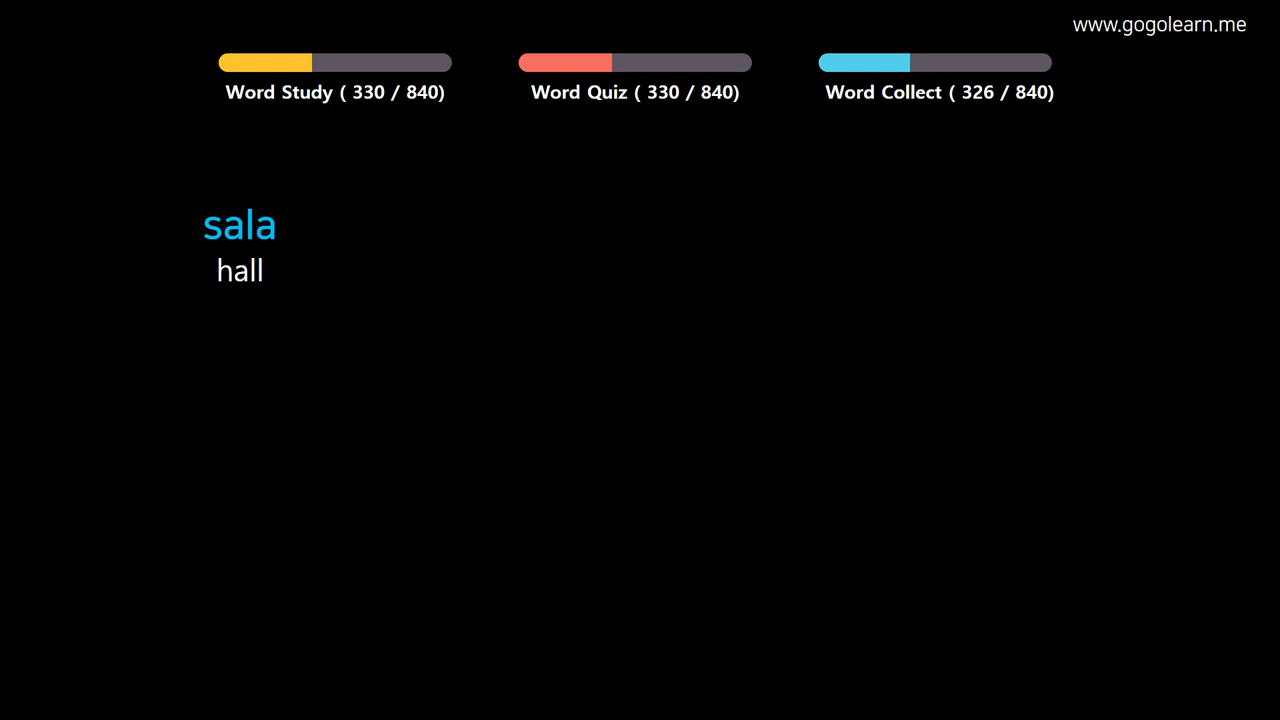 www.gogolearn.me
Word Study ( 330 / 840)
Word Quiz ( 330 / 840)
Word Collect ( 326 / 840)
sala
hall